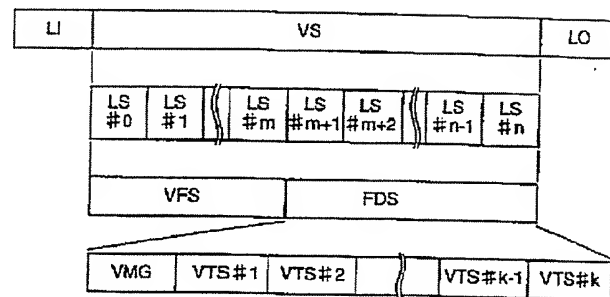 LI VS LO
LS #0 LS #1 LS #m LS #m+1 LS #m+2 LS #n-1 LS #n
VFS FDS
VMG VTS#1 VTS#2 VTS#k-1 VTS#k